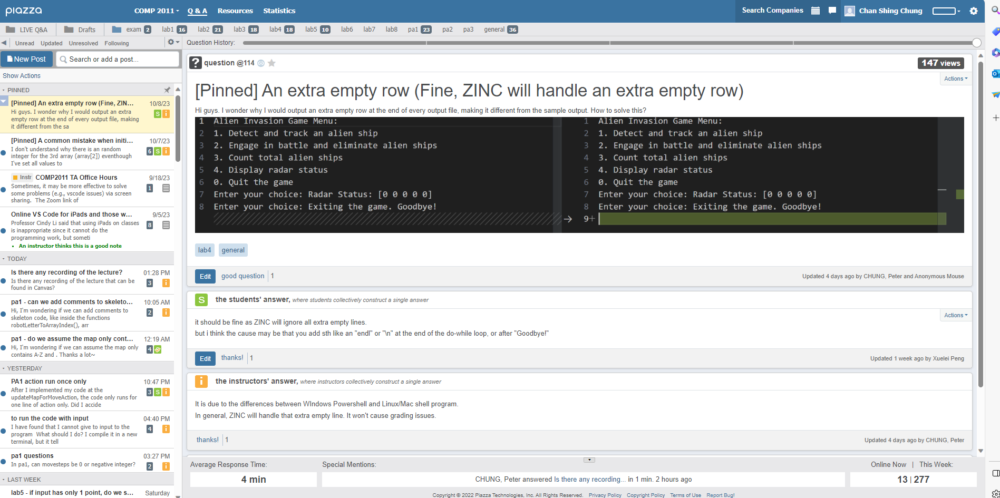 piazza
COMP 2011
Q & A
Resources
Statistics
Search Companies
Chan Shing Chung
LIVE Q&A
Drafts
exam 2
lab1 16
lab2 21
lab3 18
lab4 18
lab5 10
lab6
lab7
lab8
pa1 23
pa2
pa3
general 36
Unread
Updated
Unresolved
Following
Question History:
New Post
Search or add a post...
Show Actions
PINNED
[Pinned] An extra empty row (Fine, ZIN... 10/8/23
Hi guys. I wonder why I would output an extra S i
empty row at the end of every output file, making
it different from the sa
[Pinned] A common mistake when initi... 10/7/23
I don't understand why there is an random 6 S i
integer for the 3rd array (array[2]) eventhough
I've set all values to
Instr COMP2011 TA Office Hours 9/18/23
Sometimes, it may be more effective to solve 1
some problems (e.g., vscode issues) via screen
sharing. The Zoom link of
Online VS Code for iPads and those w... 9/5/23
Professor Cindy Li said that using iPads on classes 8
is inappropriate since it cannot do the
programming work, but someti
• An instructor thinks this is a good note
TODAY
Is there any recording of the lecture? 01:28 PM
Is there any recording of the lecture that can be 3 i
found in Canvas?
pa1 - can we add comments to skeleto... 10:05 AM
Hi, I'm wondering if we can add comments to 2 i
skeleton code, like inside the functions
robotLetterToArrayIndex(), arr
pa1 - do we assume the map only cont... 12:19 AM
Hi, I'm wondering if we can assume the map only 4
contains A-Z and . Thanks a lot~
YESTERDAY
PA1 action run once only 10:47 PM
After I implemented my code at the 3 S i
updateMapForMoveAction, the code only runs for
one line of action only. Did I accide
to run the code with input 04:40 PM
I have found that I cannot give to input to the 4 i
program What should I do? I compile it in a new
terminal, but it tell
pa1 questions 03:27 PM
In pa1, can movesteps be 0 or negative integer? 2 i
LAST WEEK
lab5 - if input has only 1 point, do we s... Saturday
? question @114
147 views
Actions
[Pinned] An extra empty row (Fine, ZINC will handle an extra empty row)
Hi guys. I wonder why I would output an extra empty row at the end of every output file, making it different from the sample output. How to solve this?
1 Alien Invasion Game Menu:
2 1. Detect and track an alien ship
3 2. Engage in battle and eliminate alien ships
4 3. Count total alien ships
5 4. Display radar status
6 0. Quit the game
7 Enter your choice: Radar Status: [0 0 0 0 0]
8 Enter your choice: Exiting the game. Goodbye!
1 Alien Invasion Game Menu:
2 1. Detect and track an alien ship
3 2. Engage in battle and eliminate alien ships
4 3. Count total alien ships
5 4. Display radar status
6 0. Quit the game
7 Enter your choice: Radar Status: [0 0 0 0 0]
8 Enter your choice: Exiting the game. Goodbye!
→ 9+
lab4
general
Edit good question 1
Updated 4 days ago by CHUNG, Peter and Anonymous Mouse
S the students' answer, where students collectively construct a single answer
Actions
it should be fine as ZINC will ignore all extra empty lines.
but i think the cause may be that you add sth like an "endl" or "\n" at the end of the do-while loop, or after "Goodbye!"
Edit thanks! 1
Updated 1 week ago by Xuelei Peng
i the instructors' answer, where instructors collectively construct a single answer
It is due to the differences between WIndows Powershell and Linux/Mac shell program.
In general, ZINC will handle that extra empty line. It won't cause grading issues.
thanks! 1
Updated 4 days ago by CHUNG, Peter
Average Response Time:
Special Mentions:
Online Now | This Week:
4 min
CHUNG, Peter answered Is there any recording... in 1 min. 2 hours ago
13 | 277
Copyright © 2022 Piazza Technologies, Inc. All Rights Reserved. Privacy Policy Copyright Policy Terms of Use Report Bug!